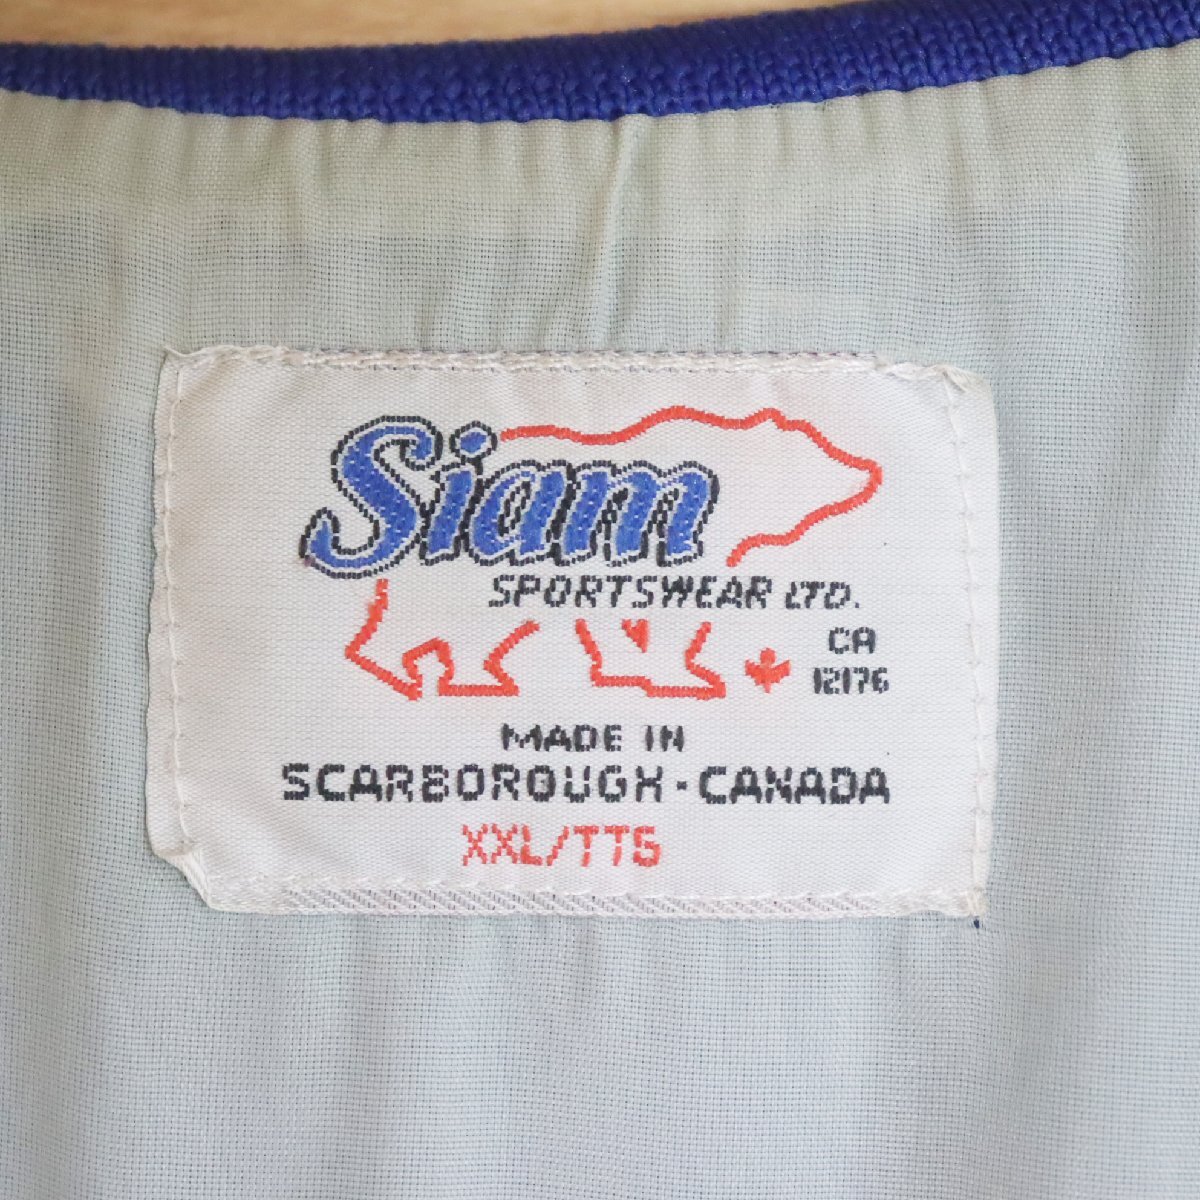 Siam
SPORTSWEAR LTD.
CA
12176
MADE IN
SCARBOROUGH - CANADA
XXL/TTG